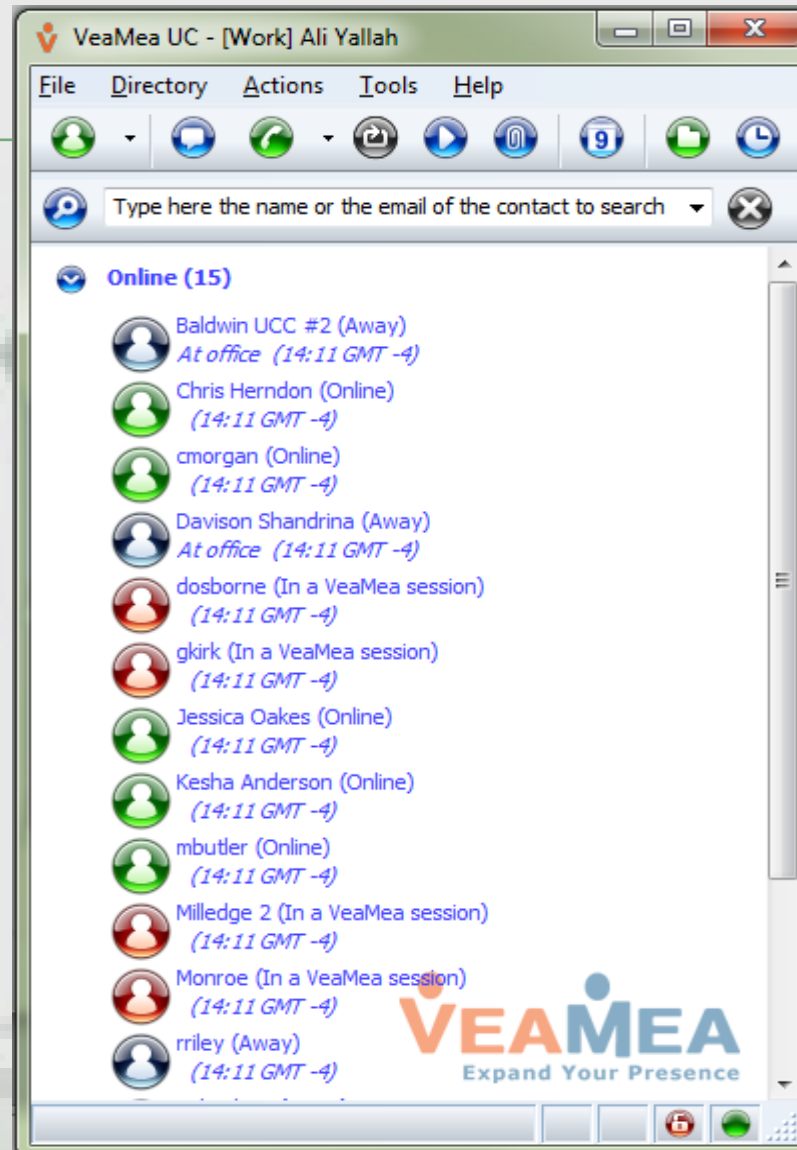 VeaMea UC - [Work] Ali Yallah
File Directory Actions Tools Help
9
Type here the name or the email of the contact to search
Online (15)
Baldwin UCC #2 (Away)
At office (14:11 GMT -4)
Chris Herndon (Online)
(14:11 GMT -4)
cmorgan (Online)
(14:11 GMT -4)
Davison Shandrina (Away)
At office (14:11 GMT -4)
dosborne (In a VeaMea session)
(14:11 GMT -4)
gkirk (In a VeaMea session)
(14:11 GMT -4)
Jessica Oakes (Online)
(14:11 GMT -4)
Kesha Anderson (Online)
(14:11 GMT -4)
mbutler (Online)
(14:11 GMT -4)
Milledge 2 (In a VeaMea session)
(14:11 GMT -4)
Monroe (In a VeaMea session)
(14:11 GMT -4)
rriley (Away)
(14:11 GMT -4)
VEAMEA
Expand Your Presence